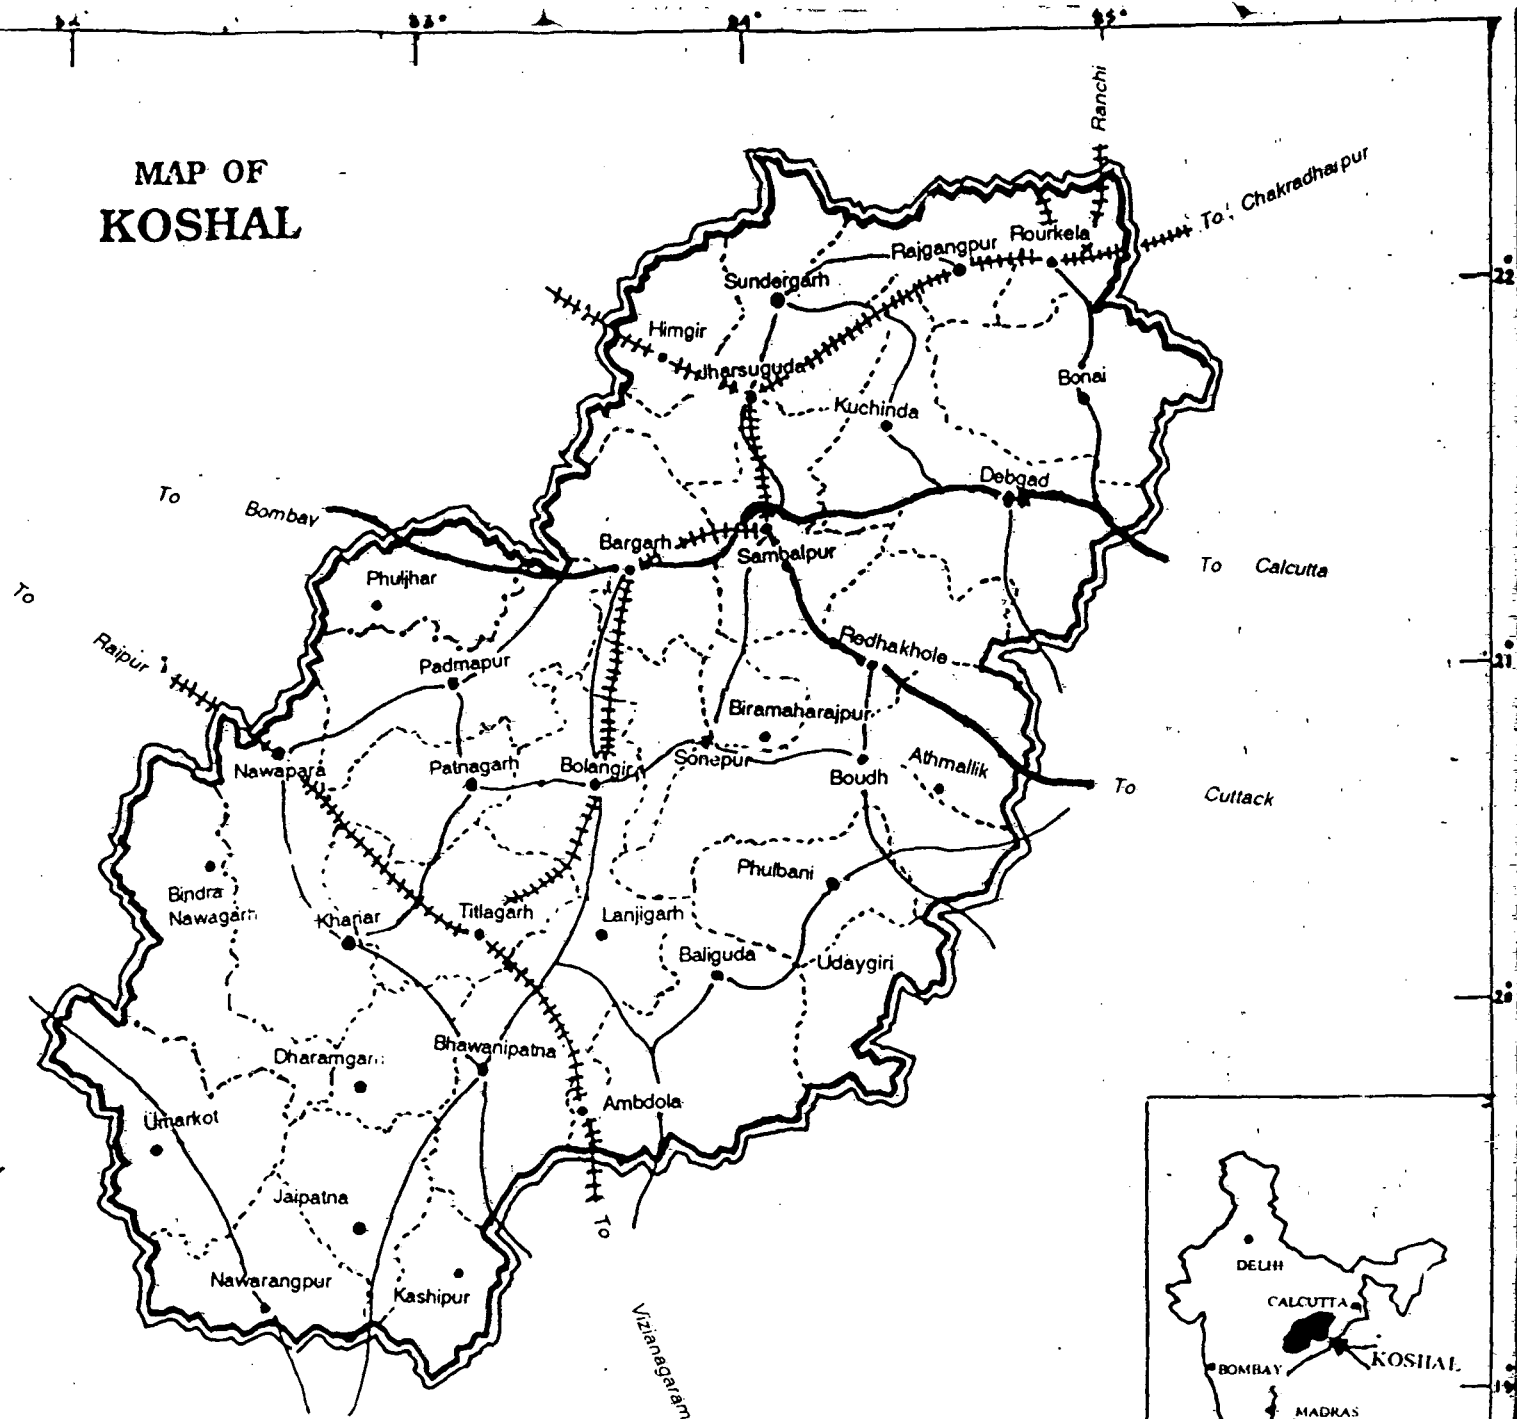 83°
84°
85°
Ranchi
MAP OF
KOSHAL
To Chakradharpur
Rourkela
Rajgangpur
22°
Sundergarh
Himgir
Jharsuguda
Bonai
Kuchinda
Debgad
To Bombay
Bargarh
Sambalpur
To Calcutta
Phuljhar
To Raipur
Redhakhole
21°
Padmapur
Biramaharajpur
Sonepur
Nawapara
Patnagarh
Bolangir
Boudh
Athmallik
To Cuttack
Phulbani
Bindra
Nawagarh
Khariar
Titlagarh
Lanjigarh
Baliguda
Udaygiri
20°
Bhawanipatna
Dharamgarh
Ambdola
Umarkot
Jaipatna
To
Vizianagaram
Nawarangpur
Kashipur
DELHI
CALCUTTA
KOSHAL
BOMBAY
MADRAS